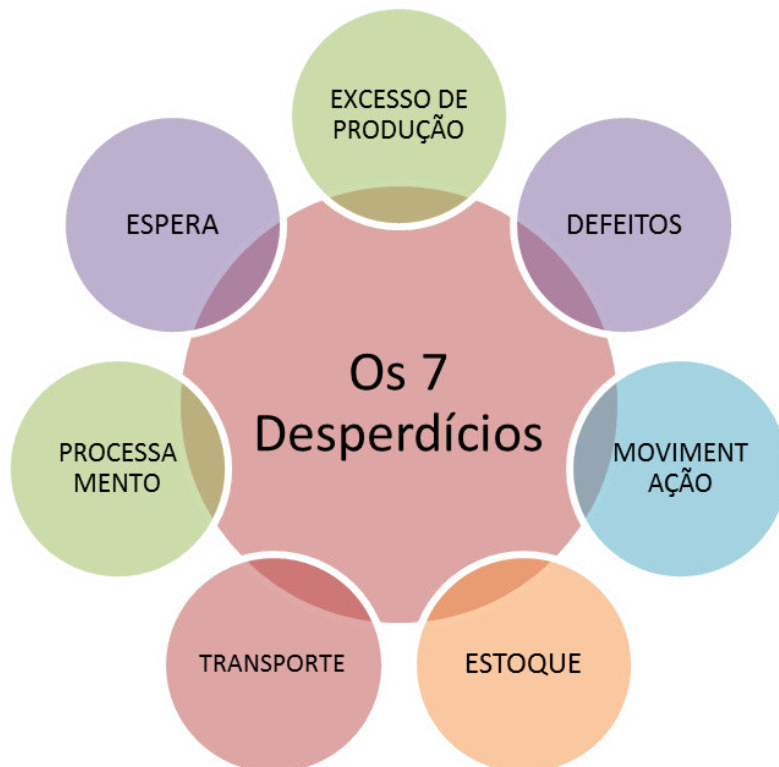 EXCESSO DE
PRODUÇÃO
ESPERA
DEFEITOS
Os 7
Desperdícios
PROCESSA
MENTO
MOVIMENT
AÇÃO
TRANSPORTE
ESTOQUE